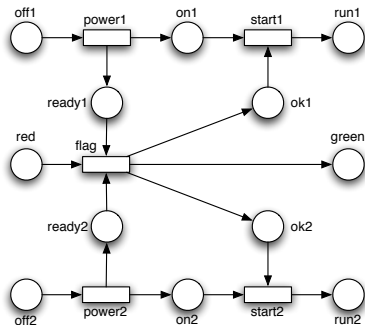 off1 power1 on1 start1 run1
ready1 ok1
red flag green
ready2 ok2
off2 power2 on2 start2 run2